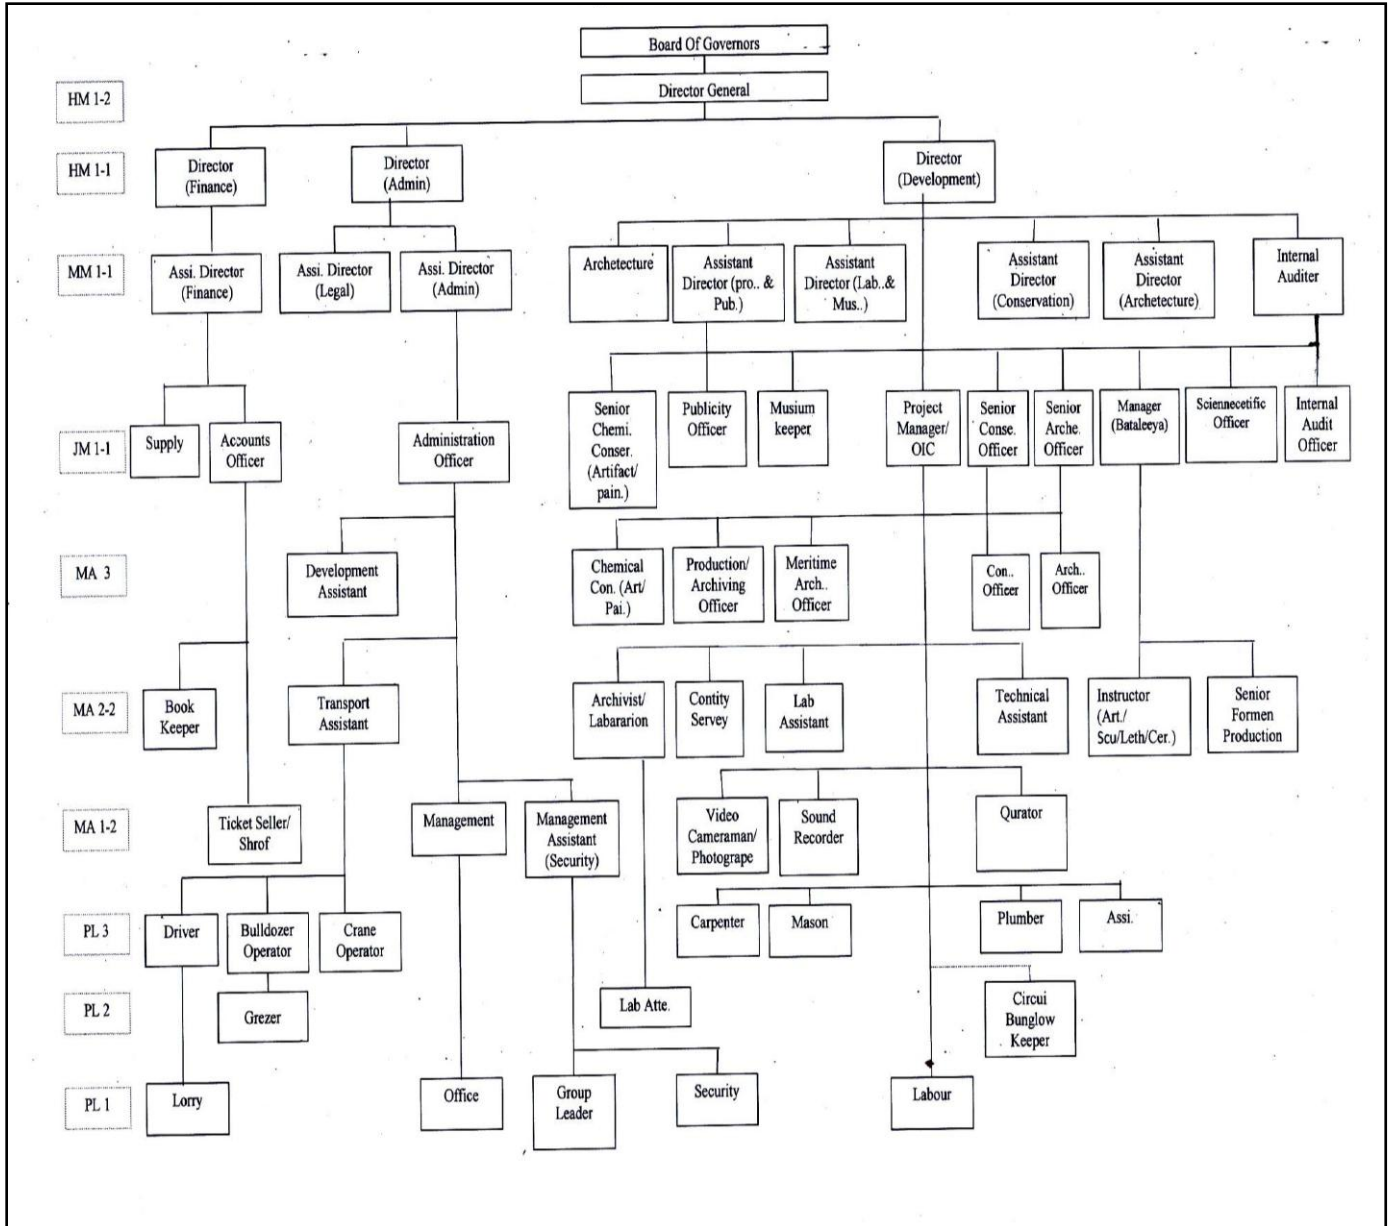 Board Of Governors
HM 1-2
Director General
HM 1-1
Director
(Finance)
Director
(Admin)
Director
(Development)
MM 1-1
Assi. Director
(Finance)
Assi. Director
(Legal)
Assi. Director
(Admin)
Archetecture
Assistant
Director (pro.. &
Pub.)
Assistant
Director (Lab..&
Mus..)
Assistant
Director
(Conservation)
Assistant
Director
(Archetecture)
Internal
Auditer
JM 1-1
Supply
Accounts
Officer
Administration
Officer
Senior
Chemi.
Conser.
(Artifact/
pain.)
Publicity
Officer
Musium
keeper
Project
Manager/
OIC
Senior
Conse.
Officer
Senior
Arche.
Officer
Manager
(Bataleeya)
Sciennecetific
Officer
Internal
Audit
Officer
MA 3
Development
Assistant
Chemical
Con. (Art/
Pai.)
Production/
Archiving
Officer
Meritime
Arch..
Officer
Con..
Officer
Arch..
Officer
MA 2-2
Book
Keeper
Transport
Assistant
Archivist/
Labararion
Contity
Servey
Lab
Assistant
Technical
Assistant
Instructor
(Art./
Scu/Leth/Cer.)
Senior
Formen
Production
MA 1-2
Ticket Seller/
Shrof
Management
Management
Assistant
(Security)
Video
Cameraman/
Photogrape
Sound
Recorder
Qurator
PL 3
Driver
Bulldozer
Operator
Crane
Operator
Carpenter
Mason
Plumber
Assi.
PL 2
Grezer
Lab Atte.
Circui
Bunglow
Keeper
PL 1
Lorry
Office
Group
Leader
Security
Labour